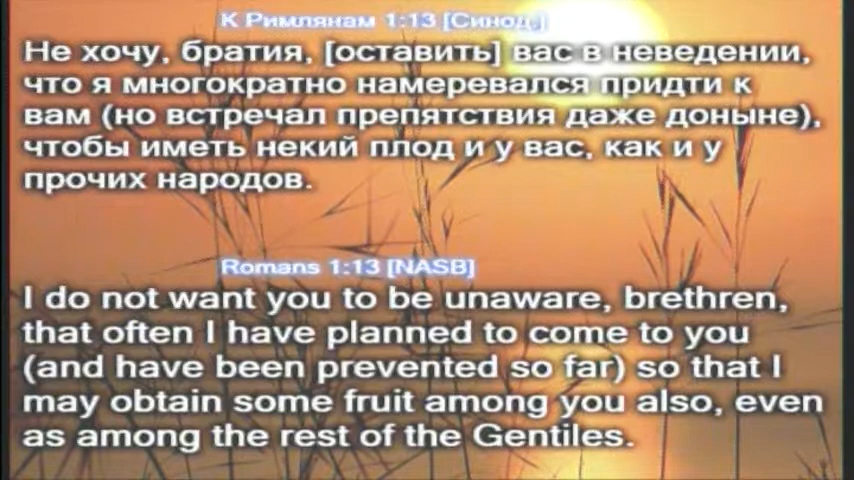 К Римлянам 1:13 [Синод.]
Не хочу, братия, [оставить] вас в неведении,
что я многократно намеревался придти к
вам (но встречал препятствия даже доныне),
чтобы иметь некий плод и у вас, как и у
прочих народов.
Romans 1:13 [NASB]
I do not want you to be unaware, brethren,
that often I have planned to come to you
(and have been prevented so far) so that I
may obtain some fruit among you also, even
as among the rest of the Gentiles.